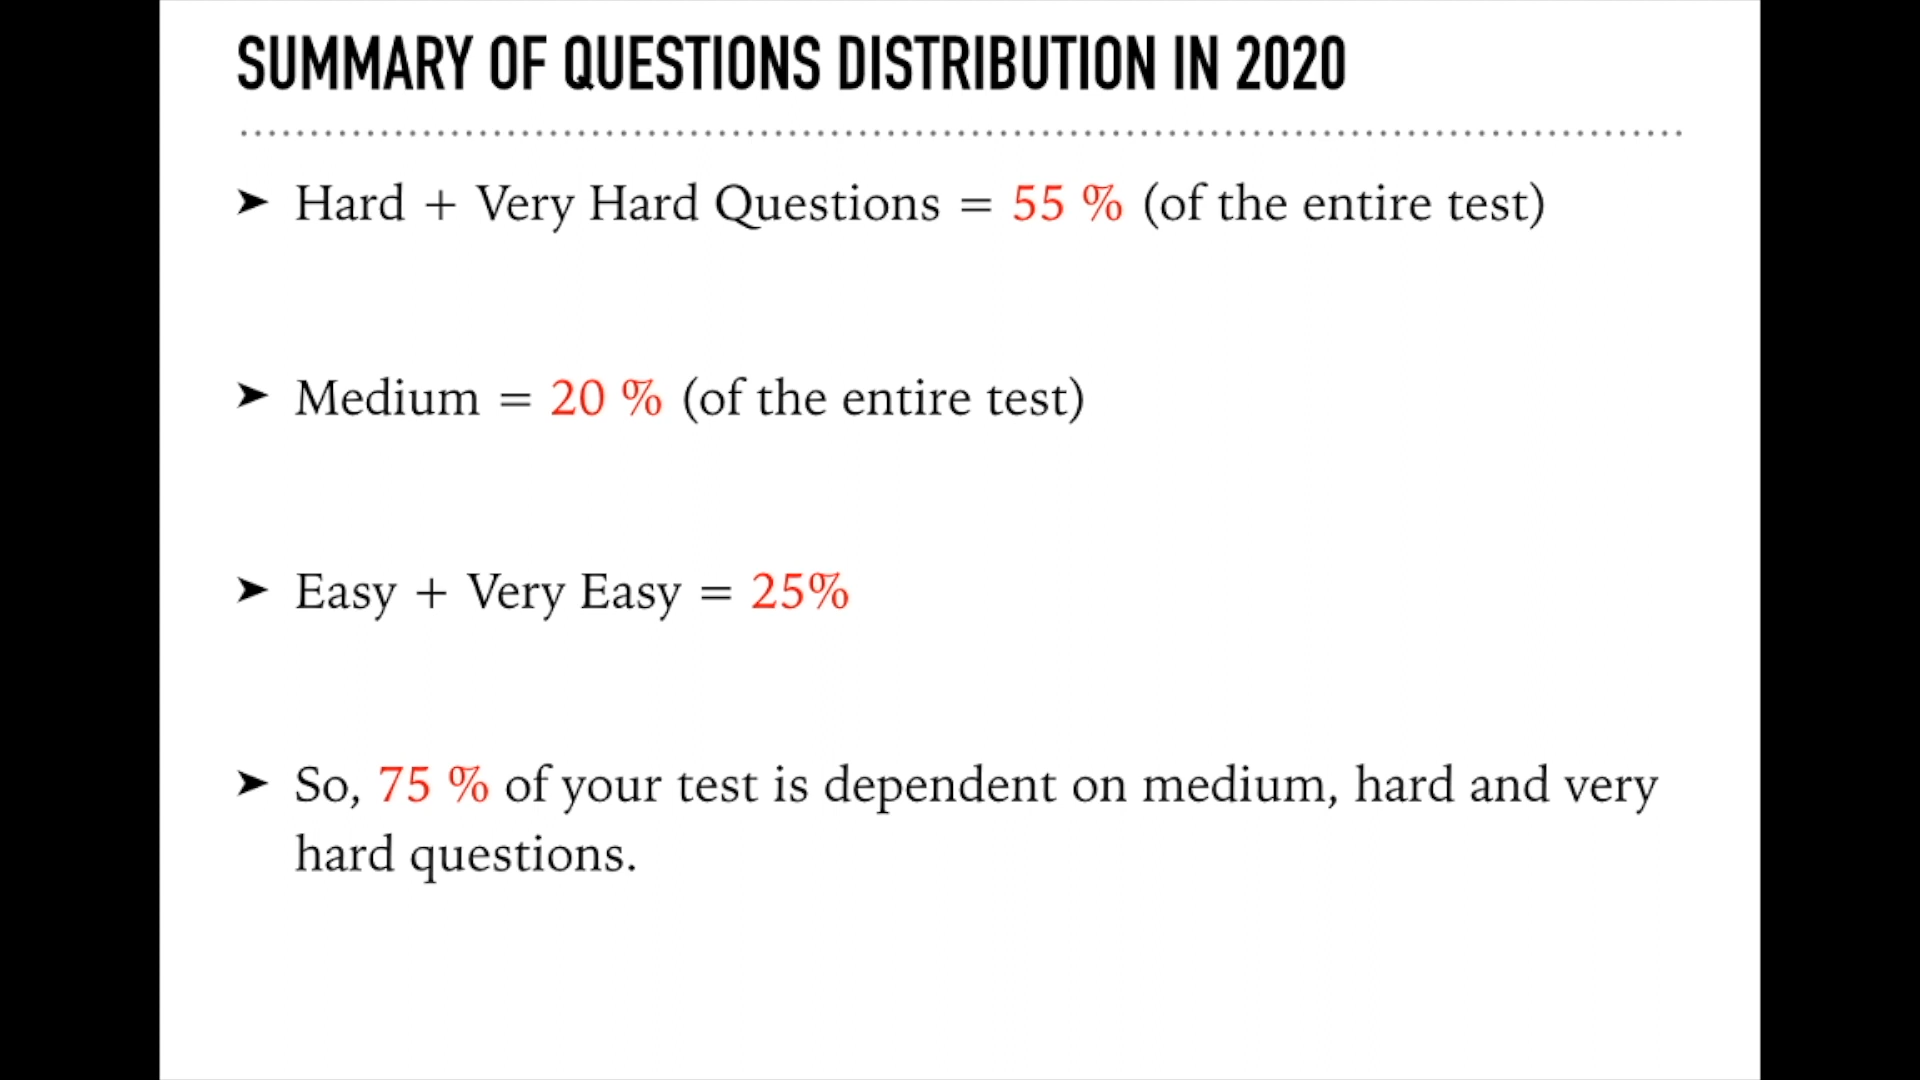 SUMMARY OF QUESTIONS DISTRIBUTION IN 2020
➤ Hard + Very Hard Questions = 55 % (of the entire test)
➤ Medium = 20 % (of the entire test)
➤ Easy + Very Easy = 25%
➤ So, 75 % of your test is dependent on medium, hard and very
hard questions.